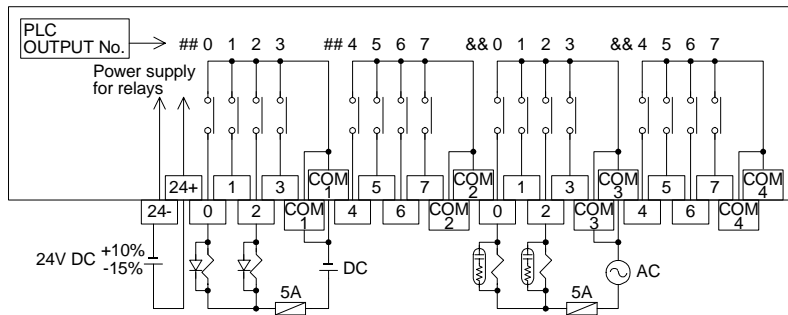 PLC
OUTPUT No.
## 0 1 2 3 ## 4 5 6 7 && 0 1 2 3 && 4 5 6 7
Power supply
for relays
24+ 1 3 COM 1 5 7 COM 2 1 3 COM 3 5 7 COM 4
24- 0 2 COM 1 4 6 COM 2 0 2 COM 3 4 6 COM 4
24V DC +10%
-15%
DC
AC
5A 5A